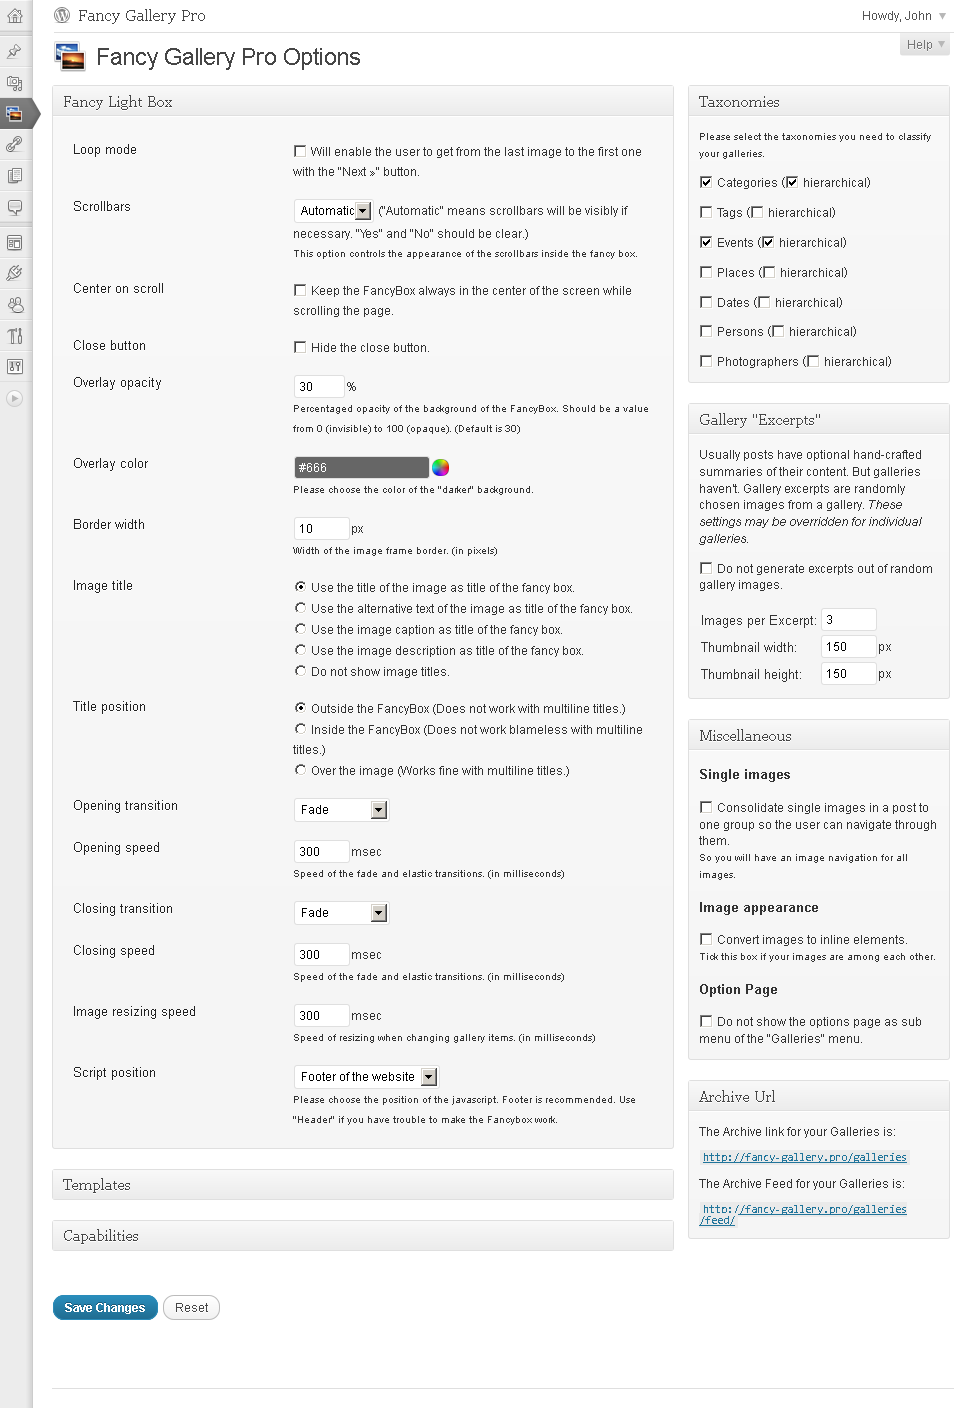 Fancy Gallery Pro
Howdy, John
Help
Fancy Gallery Pro Options
Fancy Light Box
Loop mode
Will enable the user to get from the last image to the first one
with the "Next »" button.
Scrollbars
Automatic ("Automatic" means scrollbars will be visibly if
necessary. "Yes" and "No" should be clear.)
This option controls the appearance of the scrollbars inside the fancy box.
Center on scroll
Keep the FancyBox always in the center of the screen while
scrolling the page.
Close button
Hide the close button.
Overlay opacity
30 %
Percentaged opacity of the background of the FancyBox. Should be a value
from 0 (invisible) to 100 (opaque). (Default is 30)
Overlay color
#666
Please choose the color of the "darker" background.
Border width
10 px
Width of the image frame border. (in pixels)
Image title
Use the title of the image as title of the fancy box.
Use the alternative text of the image as title of the fancy box.
Use the image caption as title of the fancy box.
Use the image description as title of the fancy box.
Do not show image titles.
Title position
Outside the FancyBox (Does not work with multiline titles.)
Inside the FancyBox (Does not work blameless with multiline
titles.)
Over the image (Works fine with multiline titles.)
Opening transition
Fade
Opening speed
300 msec
Speed of the fade and elastic transitions. (in milliseconds)
Closing transition
Fade
Closing speed
300 msec
Speed of the fade and elastic transitions. (in milliseconds)
Image resizing speed
300 msec
Speed of resizing when changing gallery items. (in milliseconds)
Script position
Footer of the website
Please choose the position of the javascript. Footer is recommended. Use
"Header" if you have trouble to make the Fancybox work.
Templates
Capabilities
Save Changes
Reset
Taxonomies
Please select the taxonomies you need to classify
your galleries.
Categories ( hierarchical)
Tags ( hierarchical)
Events ( hierarchical)
Places ( hierarchical)
Dates ( hierarchical)
Persons ( hierarchical)
Photographers ( hierarchical)
Gallery "Excerpts"
Usually posts have optional hand-crafted
summaries of their content. But galleries
haven't. Gallery excerpts are randomly
chosen images from a gallery. These
settings may be overridden for individual
galleries.
Do not generate excerpts out of random
gallery images.
Images per Excerpt: 3
Thumbnail width: 150 px
Thumbnail height: 150 px
Miscellaneous
Single images
Consolidate single images in a post to
one group so the user can navigate through
them.
So you will have an image navigation for all
images.
Image appearance
Convert images to inline elements.
Tick this box if your images are among each other.
Option Page
Do not show the options page as sub
menu of the "Galleries" menu.
Archive Url
The Archive link for your Galleries is:
http://fancy-gallery.pro/galleries
The Archive Feed for your Galleries is:
http://fancy-gallery.pro/galleries
/feed/